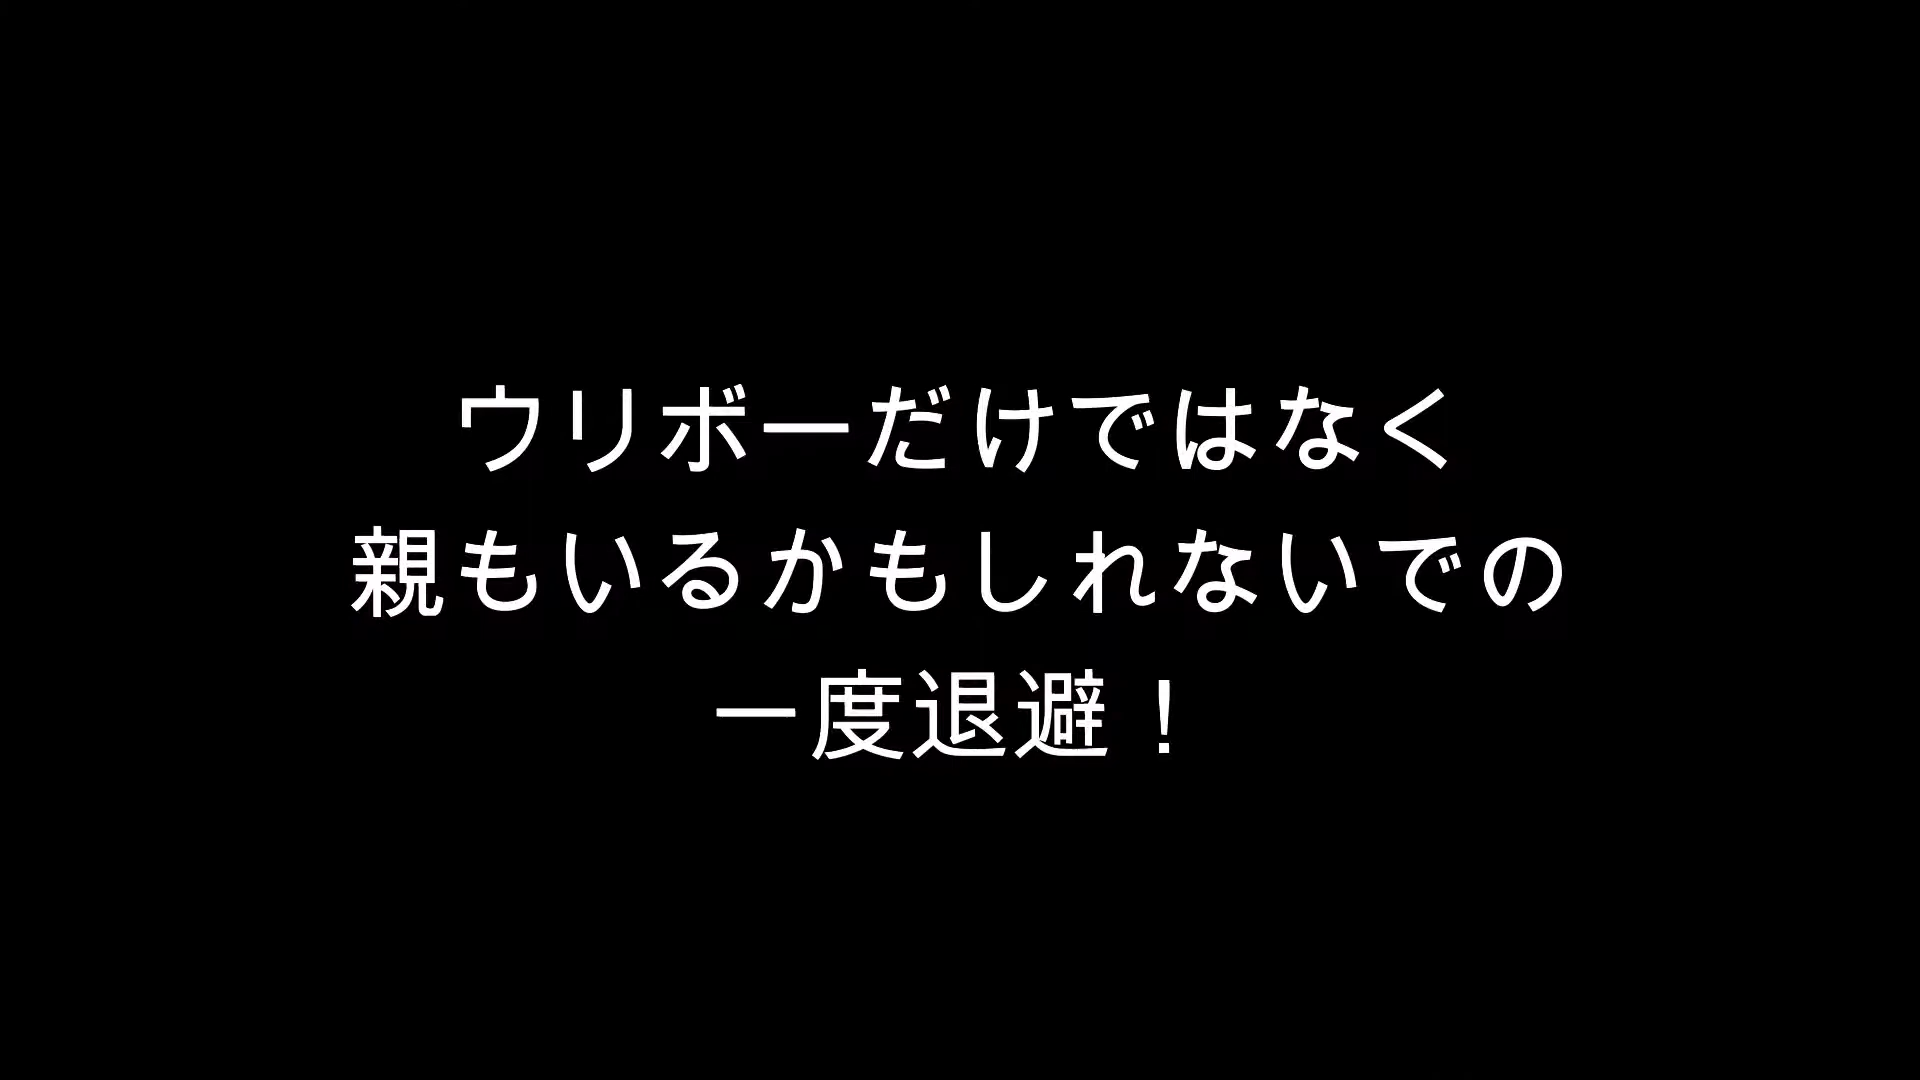 ウリボーだけではなく
親もいるかもしれないでの
一度退避！